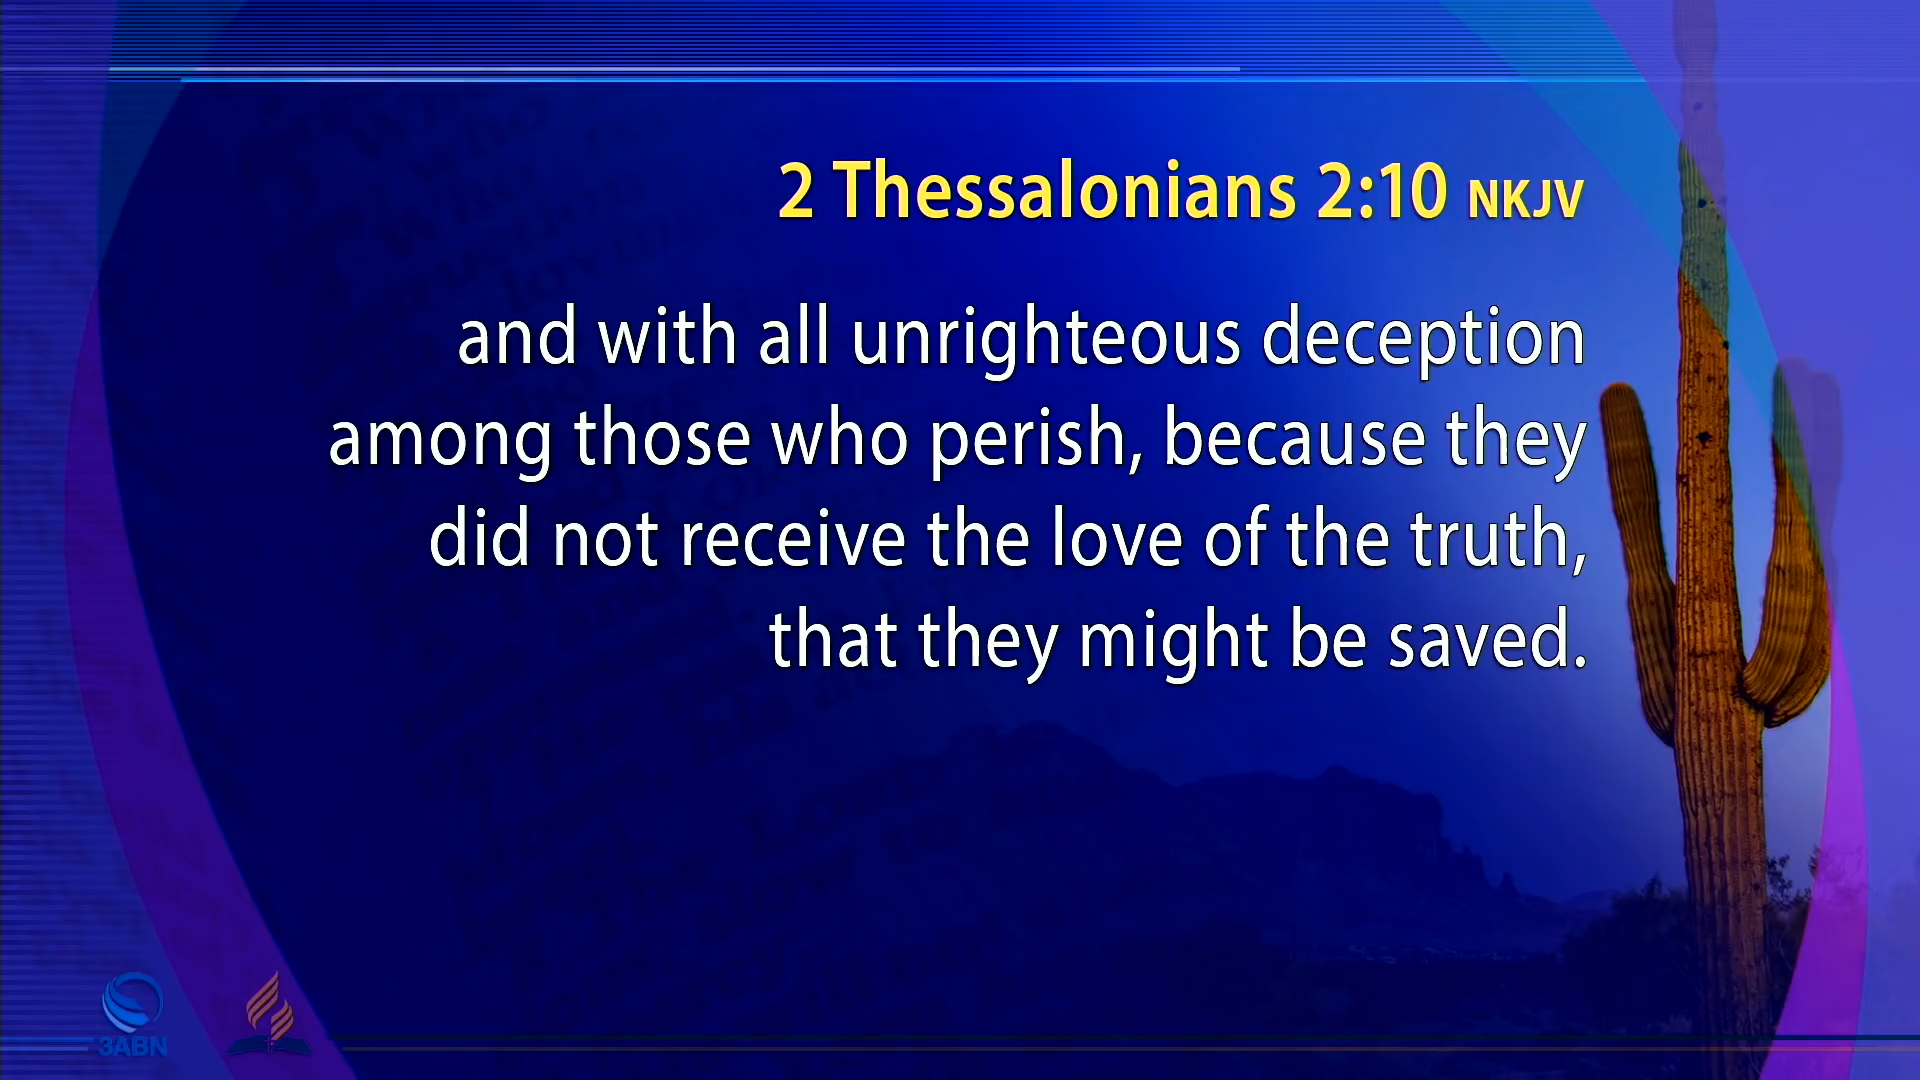 2 Thessalonians 2:10 NKJV
and with all unrighteous deception
among those who perish, because they
did not receive the love of the truth,
that they might be saved.
3ABN